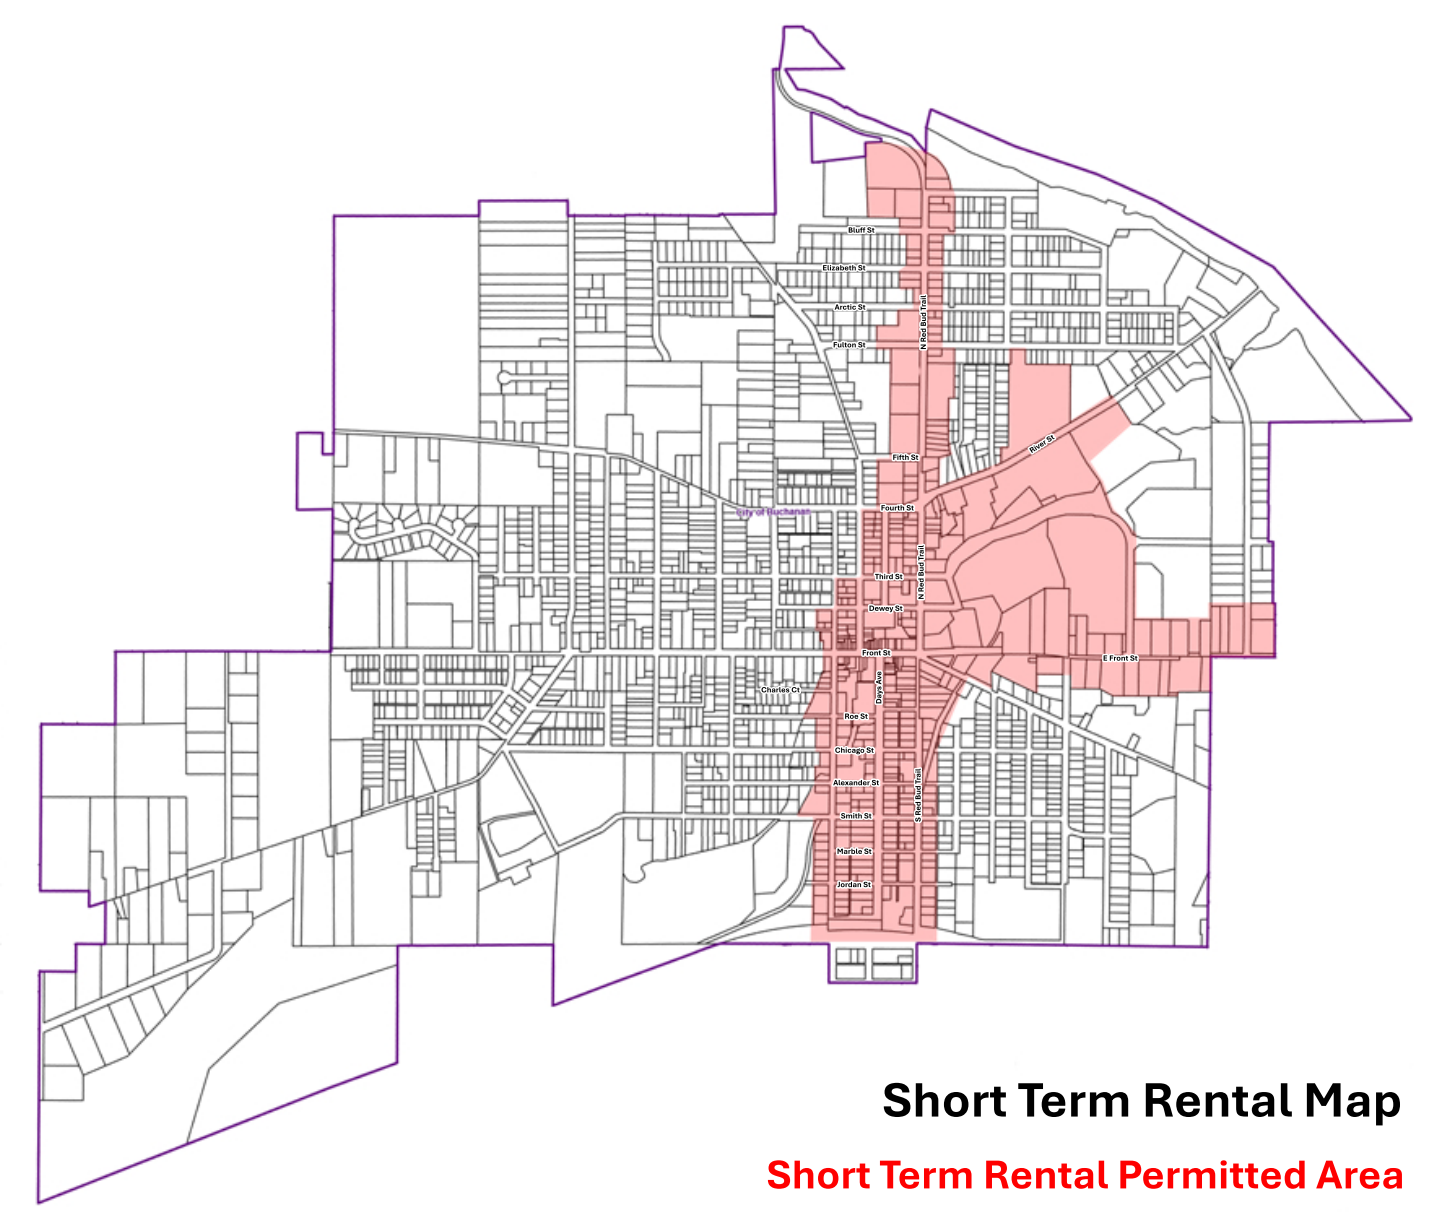 Bluff St
Elizabeth St
Arctic St
N Red Bud Trail
Fulton St
River St
Fifth St
Fourth St
City of Buchanan
N Red Bud Trail
Third St
Dewey St
Front St
E Front St
Charles Ct
Days Ave
Roe St
Chicago St
Alexander St
S Red Bud Trail
Smith St
Marble St
Jordan St
Short Term Rental Map
Short Term Rental Permitted Area